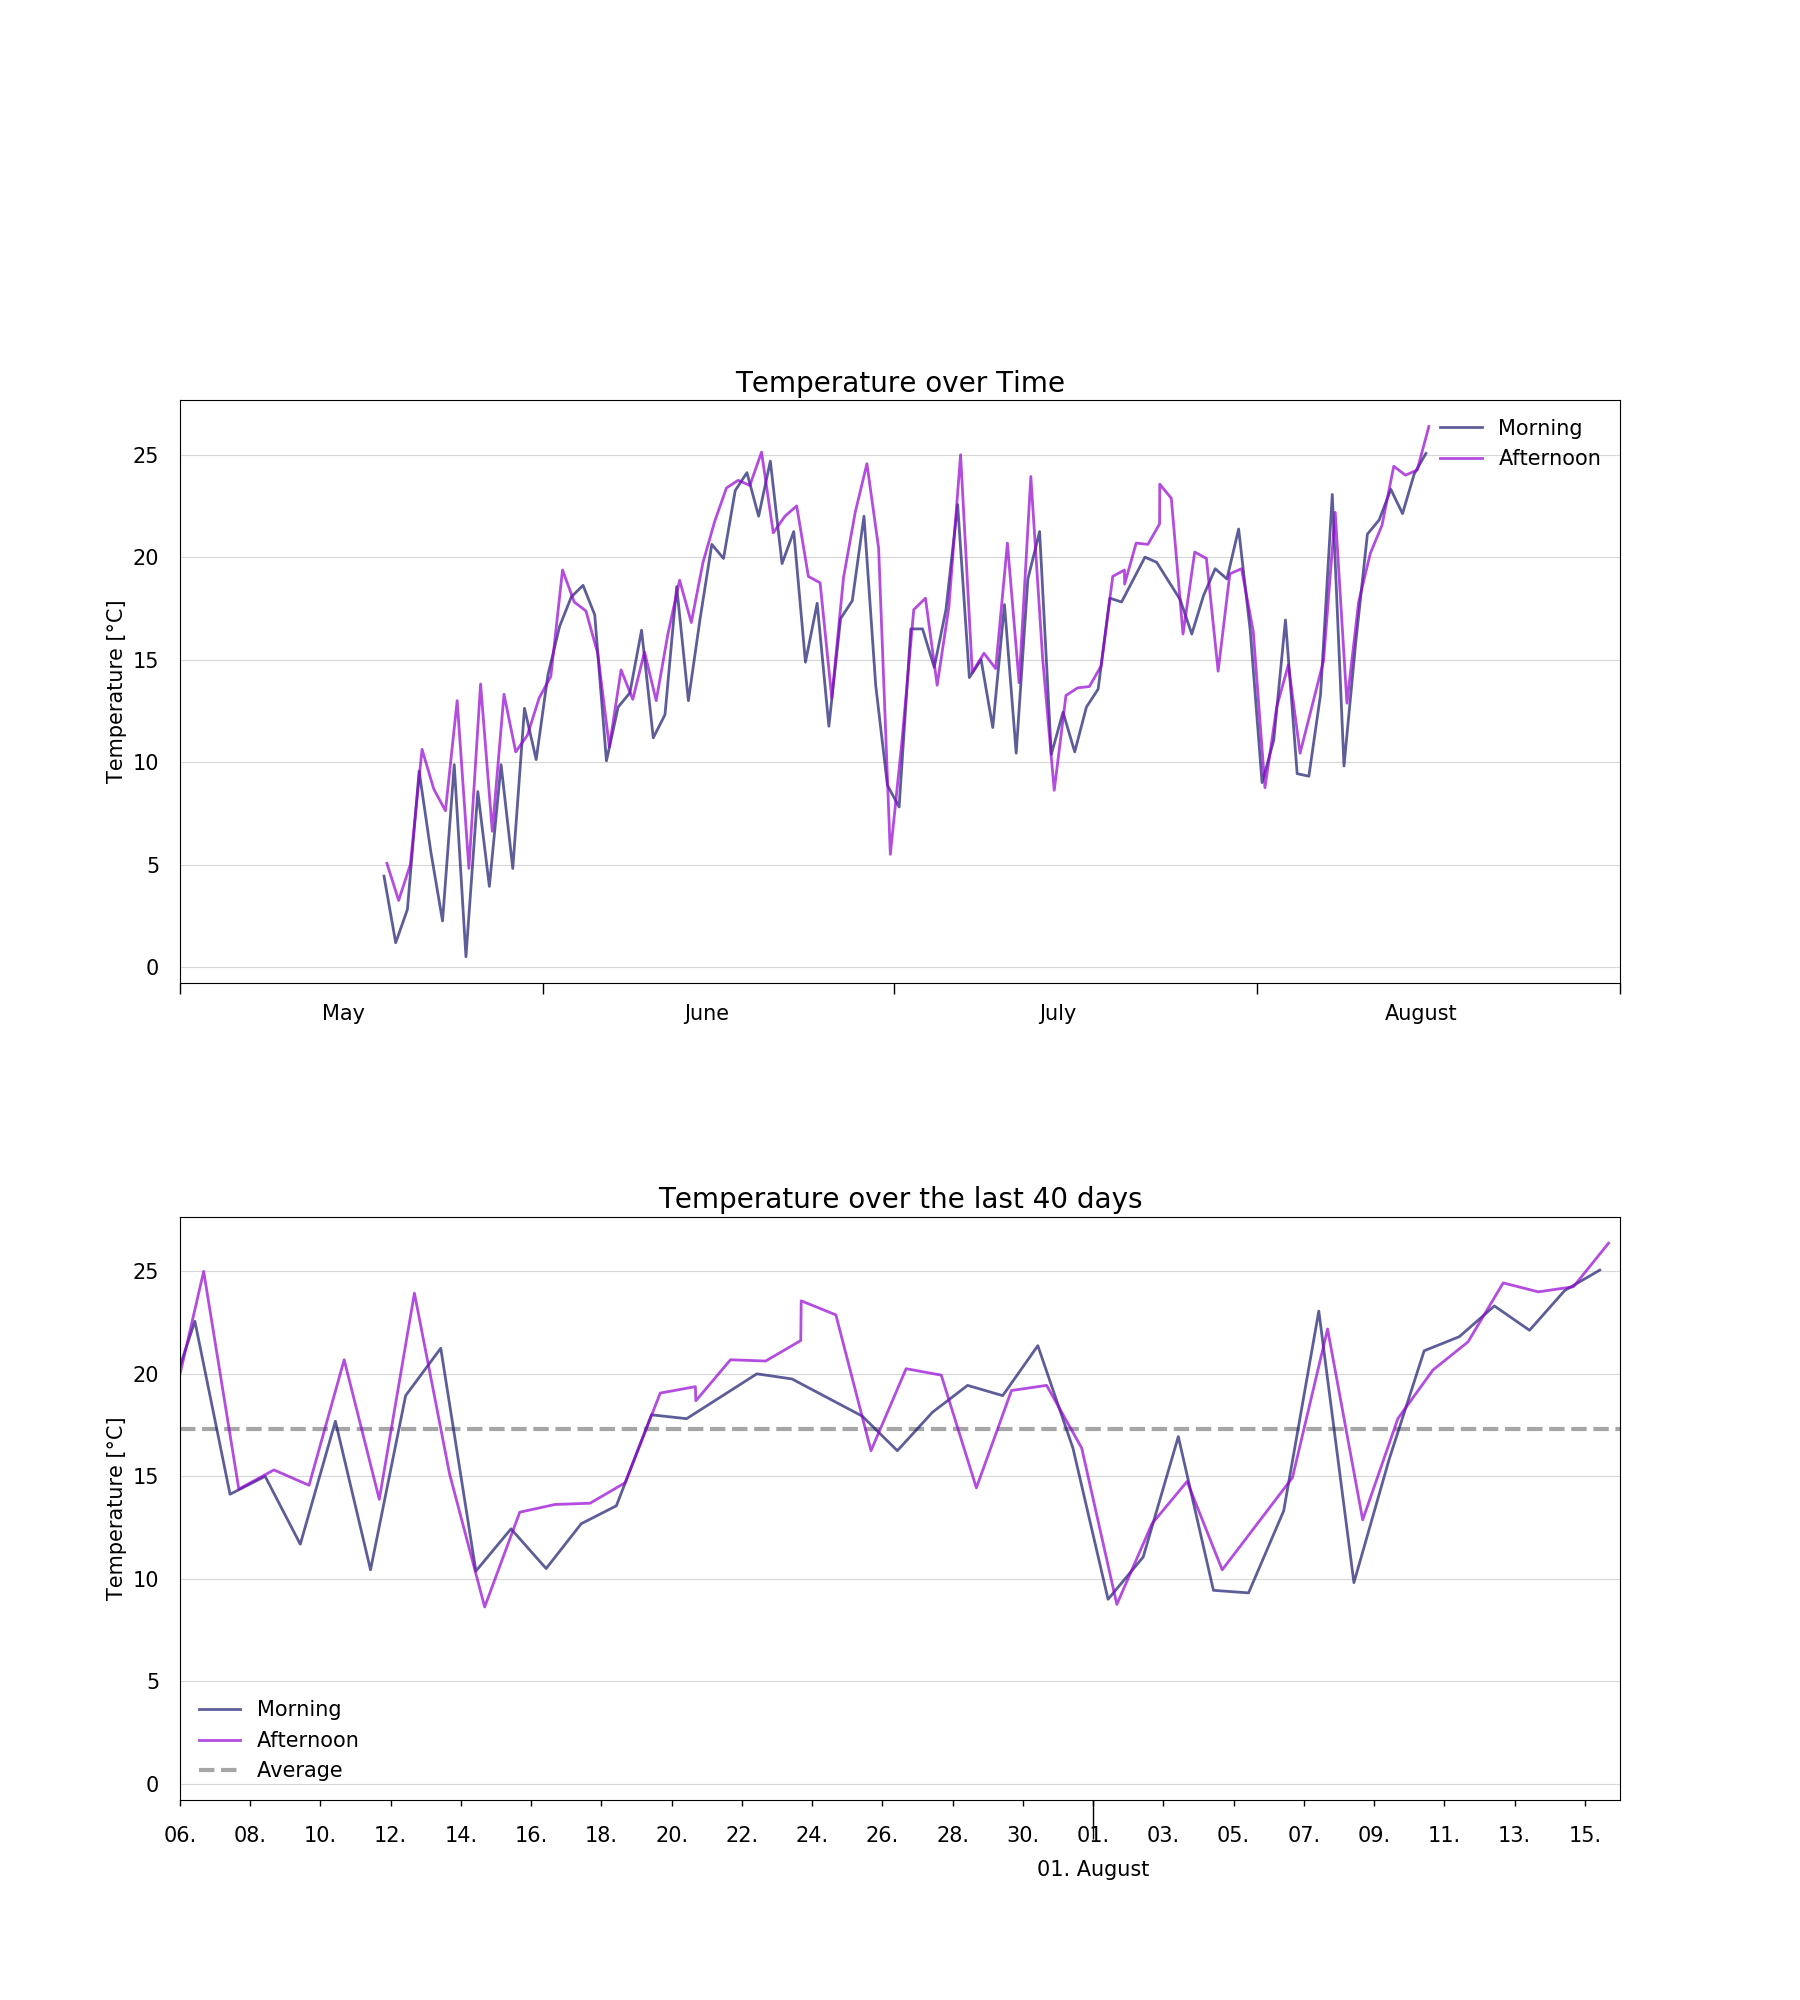 Temperature over Time
25
20
15
10
5
0
Temperature [°C]
Morning
Afternoon
May June July August
Temperature over the last 40 days
25
20
15
10
5
0
Temperature [°C]
Morning
Afternoon
Average
06. 08. 10. 12. 14. 16. 18. 20. 22. 24. 26. 28. 30. 01. 03. 05. 07. 09. 11. 13. 15.
01. August